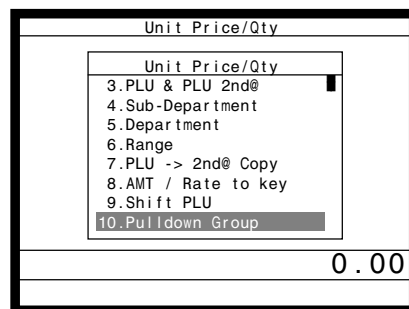 Unit Price/Qty
Unit Price/Qty
3.PLU & PLU 2nd@
4.Sub-Department
5.Department
6.Range
7.PLU -> 2nd@ Copy
8.AMT / Rate to key
9.Shift PLU
10.Pulldown Group
0.00